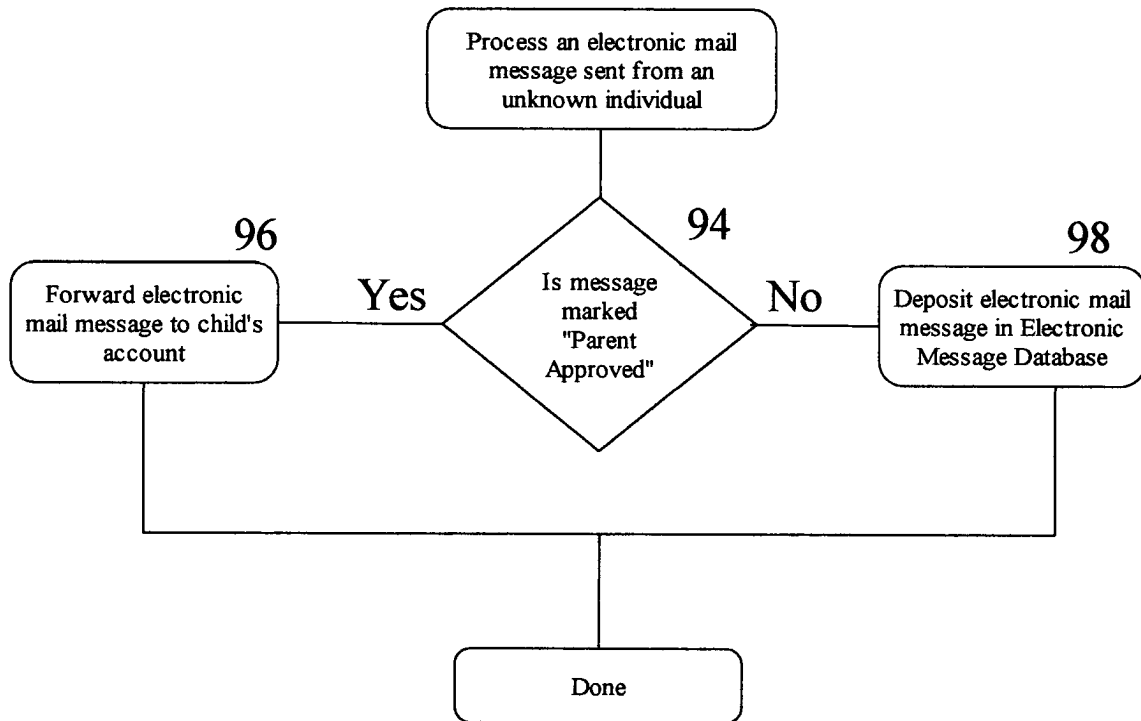 Process an electronic mail
message sent from an
unknown individual
96
94
98
Forward electronic
mail message to child's
account
Yes
Is message
marked
"Parent
Approved"
No
Deposit electronic mail
message in Electronic
Message Database
Done